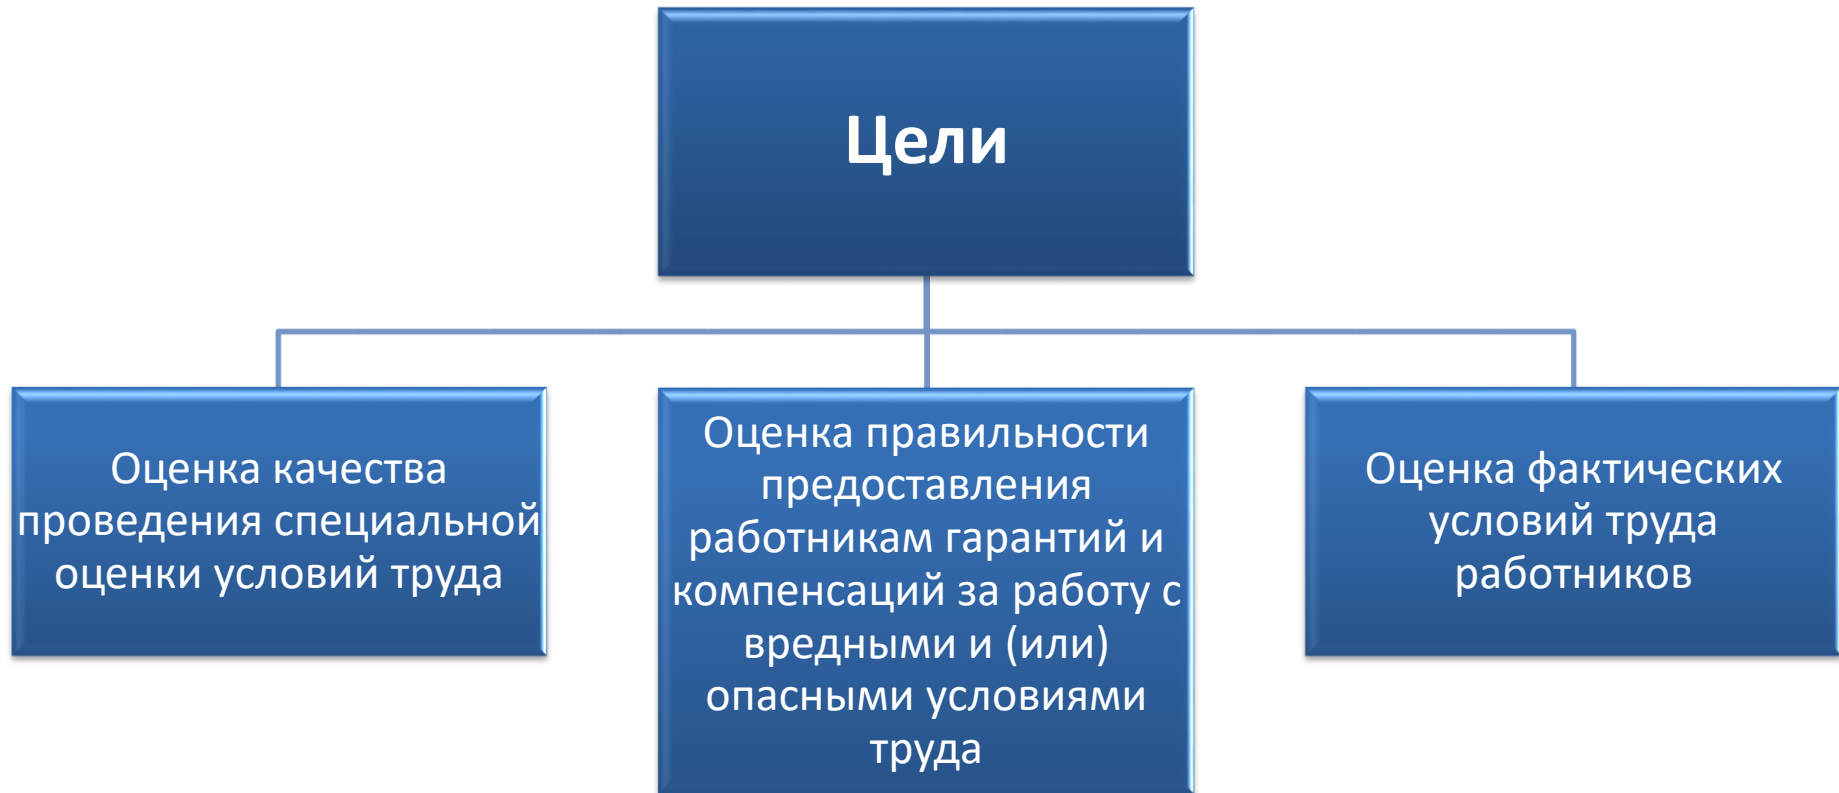 Цели
Оценка качества
проведения специальной
оценки условий труда
Оценка правильности
предоставления
работникам гарантий и
компенсаций за работу с
вредными и (или)
опасными условиями
труда
Оценка фактических
условий труда
работников